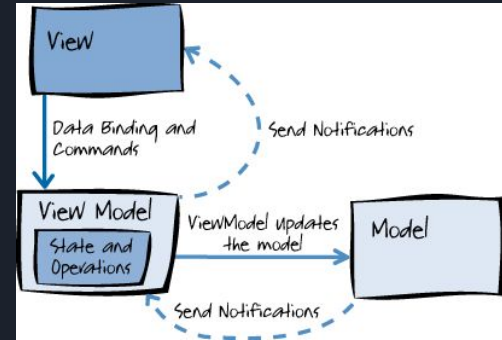 View
Data Binding and
Commands
Send Notifications
View Model
State and
Operations
ViewModel updates
the model
Model
Send Notifications